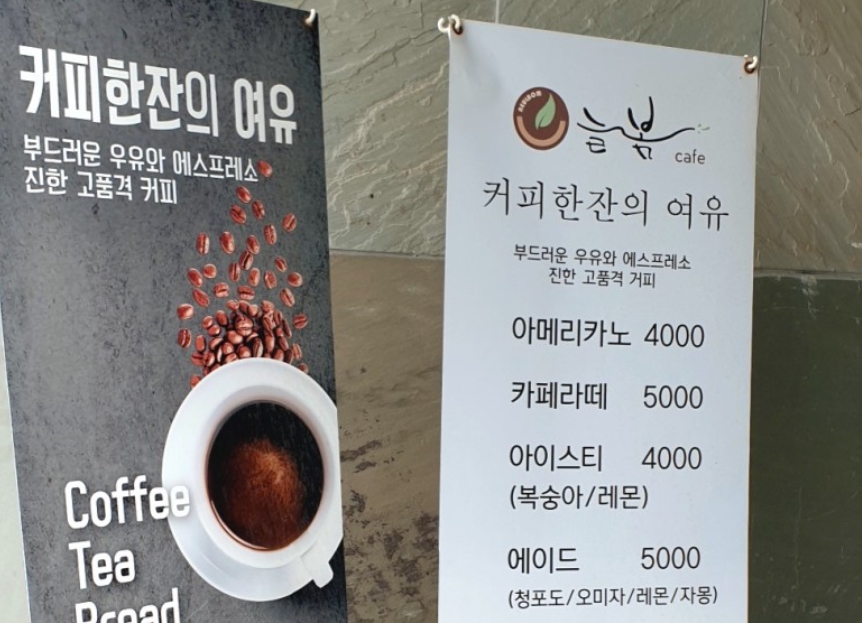 커피한잔의 여유
부드러운 우유와 에스프레소
진한 고품격 커피
Coffee
Tea
Bread
늘봄
cafe
커피한잔의 여유
부드러운 우유와 에스프레소
진한 고품격 커피
아메리카노 4000
카페라떼 5000
아이스티 4000
(복숭아/레몬)
에이드 5000
(청포도/오미자/레몬/자몽)